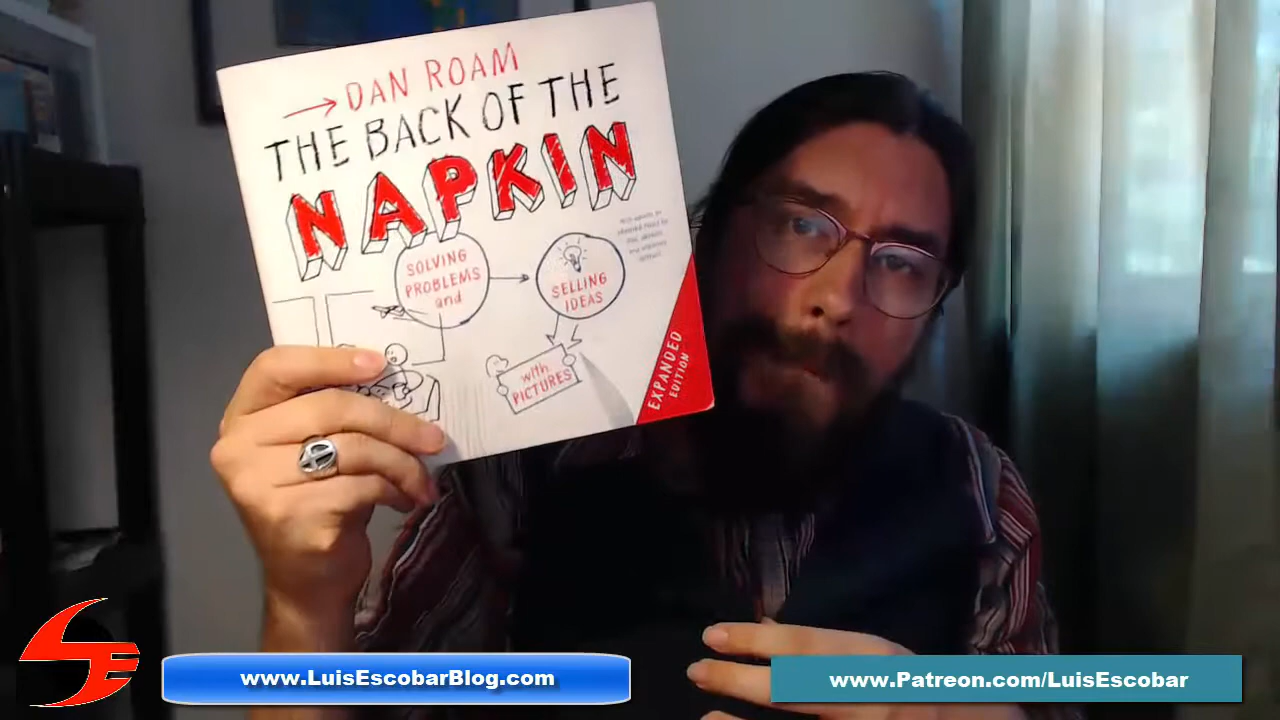 DAN ROAM
THE BACK OF THE
NAPKIN
SOLVING
PROBLEMS
and
SELLING
IDEAS
with
PICTURES
EXPANDED
EDITION
SE
www.LuisEscobarBlog.com
www.Patreon.com/LuisEscobar